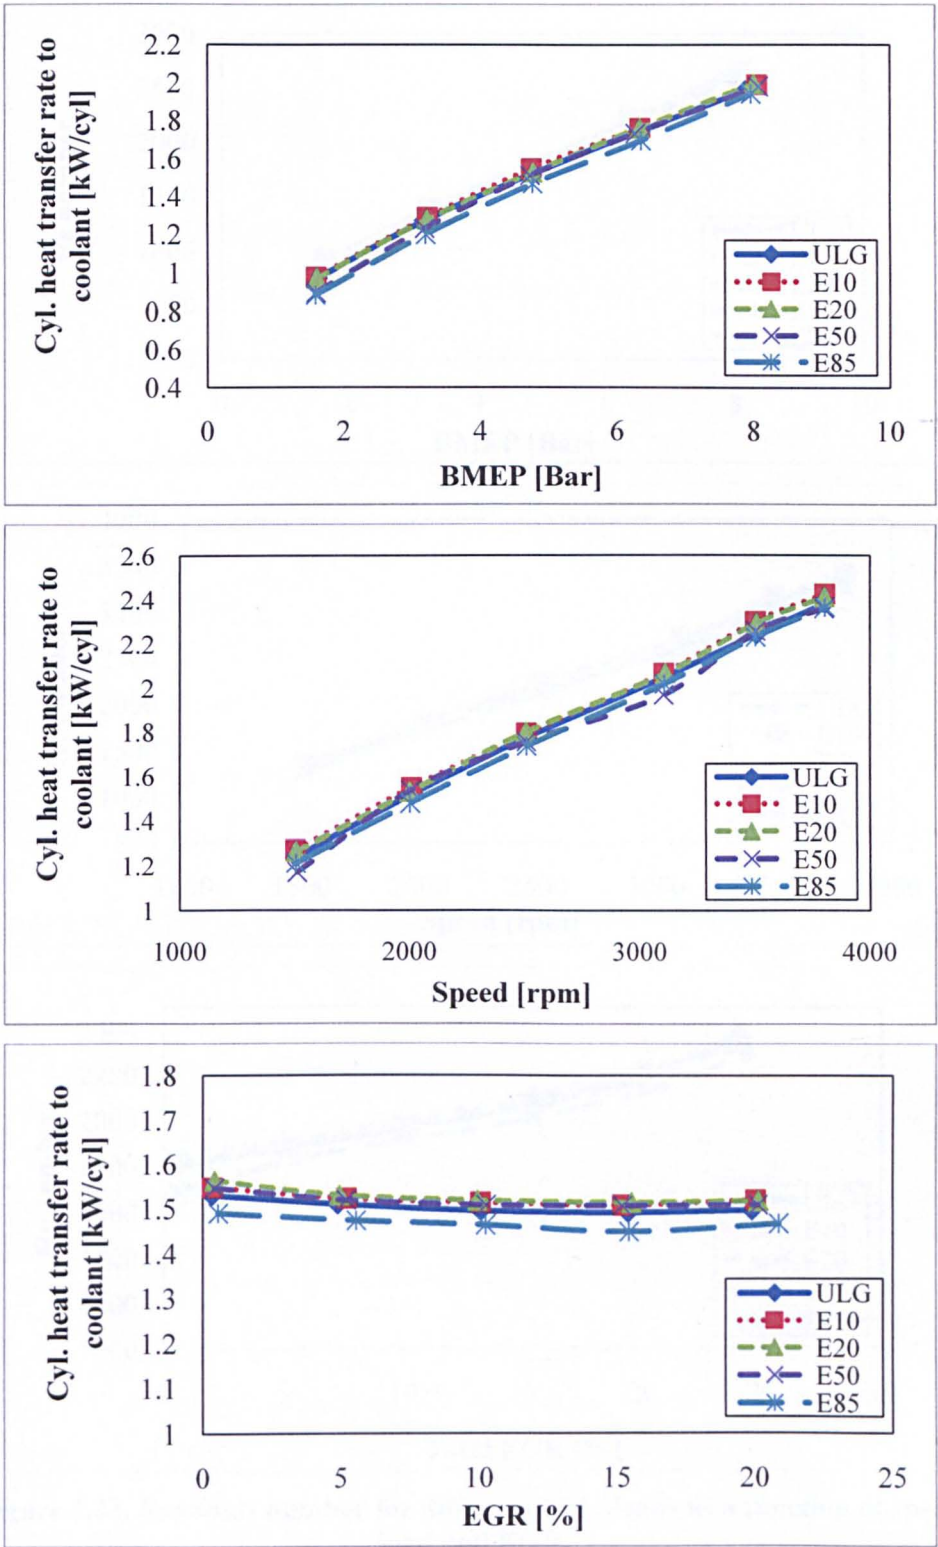 Cyl. heat transfer rate to
coolant [kW/cyl]
2.2
2
1.8
1.6
1.4
1.2
1
0.8
0.6
0.4
0
2
4
6
8
10
BMEP [Bar]
ULG
E10
E20
E50
E85
Cyl. heat transfer rate to
coolant [kW/cyl]
2.6
2.4
2.2
2
1.8
1.6
1.4
1.2
1
1000
2000
3000
4000
Speed [rpm]
ULG
E10
E20
E50
E85
Cyl. heat transfer rate to
coolant [kW/cyl]
1.8
1.7
1.6
1.5
1.4
1.3
1.2
1.1
1
0
5
10
15
20
25
EGR [%]
ULG
E10
E20
E50
E85